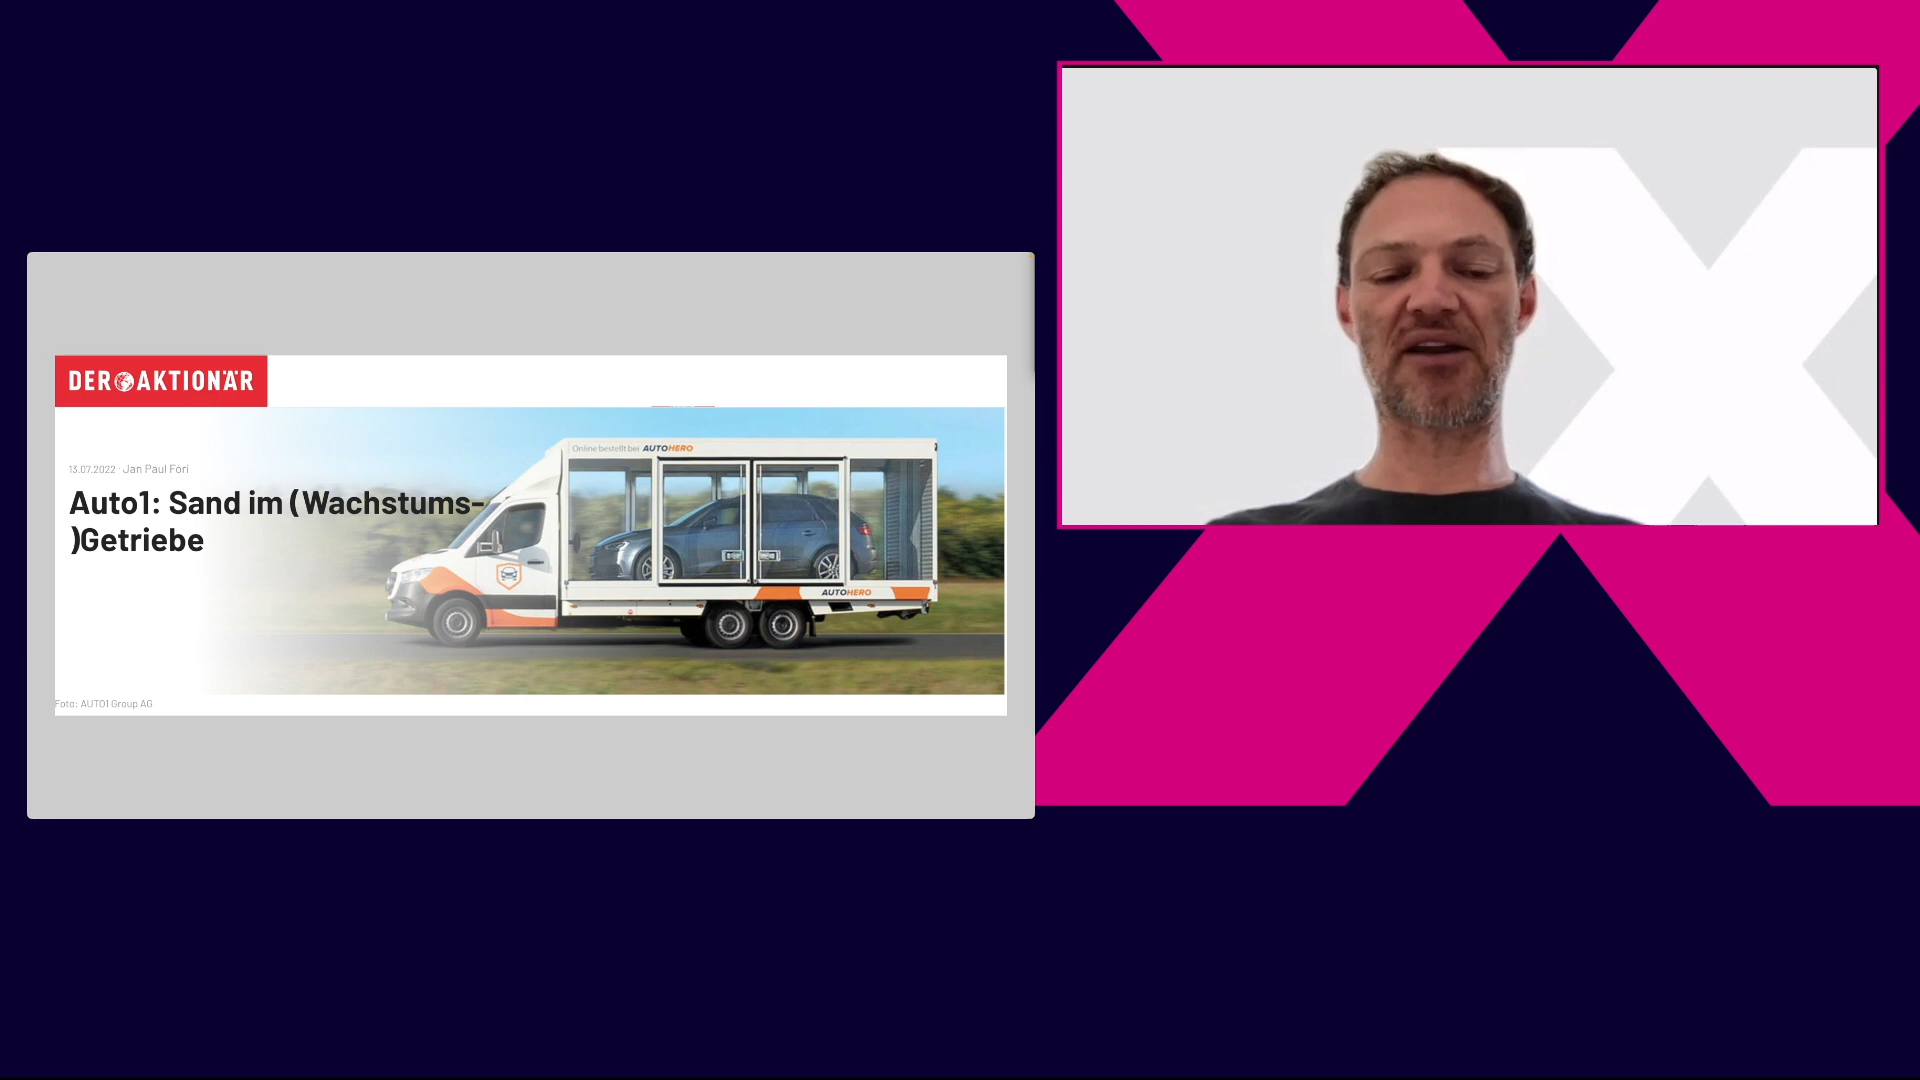 DER AKTIONÄR
13.07.2022 · Jan Paul Fóri
Auto1: Sand im (Wachstums-
)Getriebe
Online bestellt bei AUTOHERO
AUTOHERO
Foto: AUTO1 Group AG